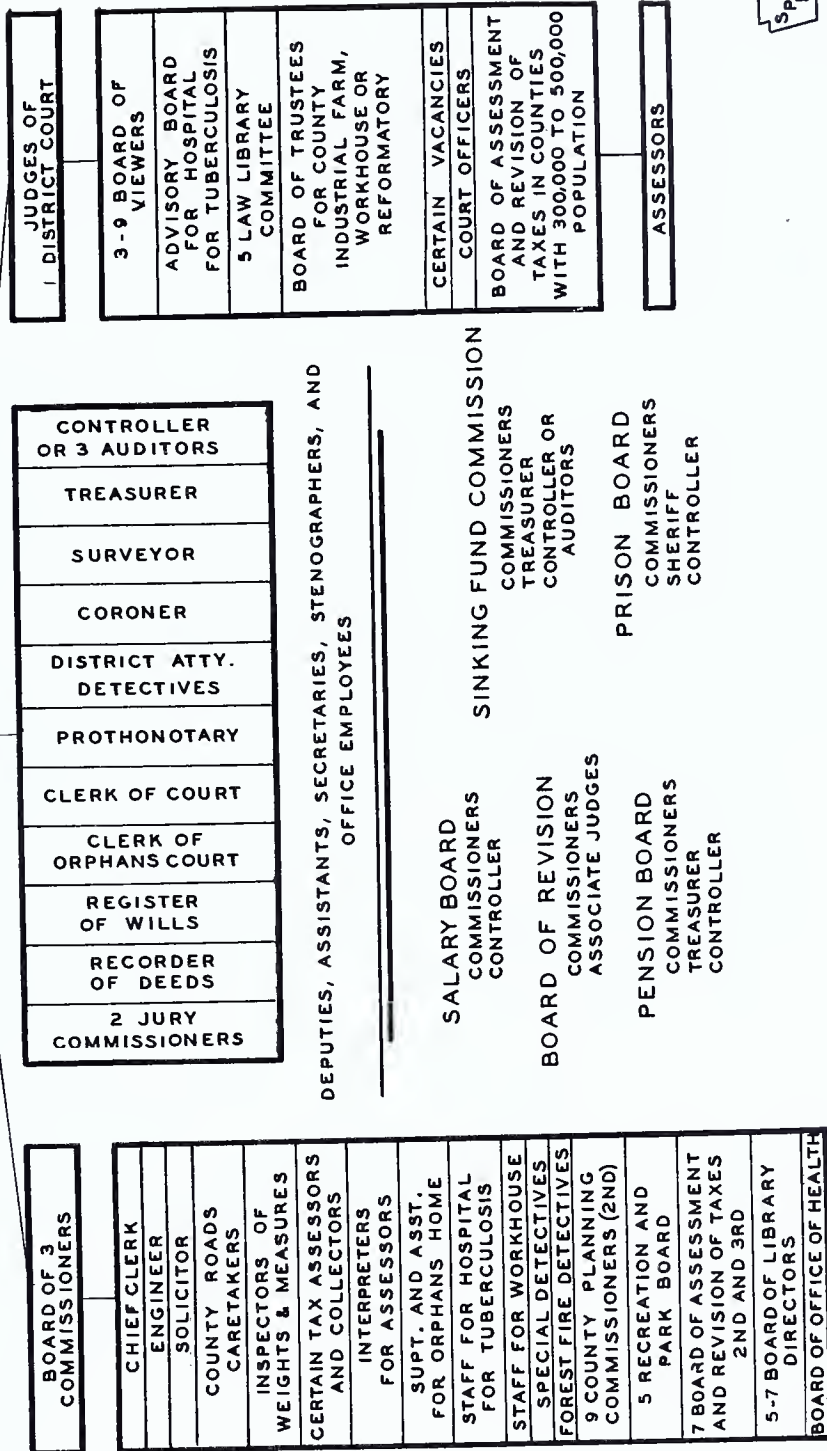 BOARD OF 3
COMMISSIONERS
CHIEF CLERK
ENGINEER
SOLICITOR
COUNTY ROADS
CARETAKERS
INSPECTORS OF
WEIGHTS & MEASURES
CERTAIN TAX ASSESSORS
AND COLLECTORS
INTERPRETERS
FOR ASSESSORS
SUPT. AND ASST.
FOR ORPHANS HOME
STAFF FOR HOSPITAL
FOR TUBERCULOSIS
STAFF FOR WORKHOUSE
SPECIAL DETECTIVES
FOREST FIRE DETECTIVES
9 COUNTY PLANNING
COMMISSIONERS (2ND)
5 RECREATION AND
PARK BOARD
7 BOARD OF ASSESSMENT
AND REVISION OF TAXES
2ND AND 3RD
5-7 BOARD OF LIBRARY
DIRECTORS
BOARD OF OFFICE OF HEALTH
CONTROLLER
OR 3 AUDITORS
TREASURER
SURVEYOR
CORONER
DISTRICT ATTY.
DETECTIVES
PROTHONOTARY
CLERK OF COURT
CLERK OF
ORPHANS COURT
REGISTER
OF WILLS
RECORDER
OF DEEDS
2 JURY
COMMISSIONERS
DEPUTIES, ASSISTANTS, SECRETARIES, STENOGRAPHERS, AND
OFFICE EMPLOYEES
SALARY BOARD
COMMISSIONERS
CONTROLLER
BOARD OF REVISION
COMMISSIONERS
ASSOCIATE JUDGES
PENSION BOARD
COMMISSIONERS
TREASURER
CONTROLLER
SINKING FUND COMMISSION
COMMISSIONERS
TREASURER
CONTROLLER OR
AUDITORS
PRISON BOARD
COMMISSIONERS
SHERIFF
CONTROLLER
JUDGES OF
1 DISTRICT COURT
3-9 BOARD OF
VIEWERS
ADVISORY BOARD
FOR HOSPITAL
FOR TUBERCULOSIS
5 LAW LIBRARY
COMMITTEE
BOARD OF TRUSTEES
FOR COUNTY
INDUSTRIAL FARM,
WORKHOUSE OR
REFORMATORY
CERTAIN VACANCIES
COURT OFFICERS
BOARD OF ASSESSMENT
AND REVISION OF
TAXES IN COUNTIES
WITH 300,000 TO 500,000
POPULATION
ASSESSORS